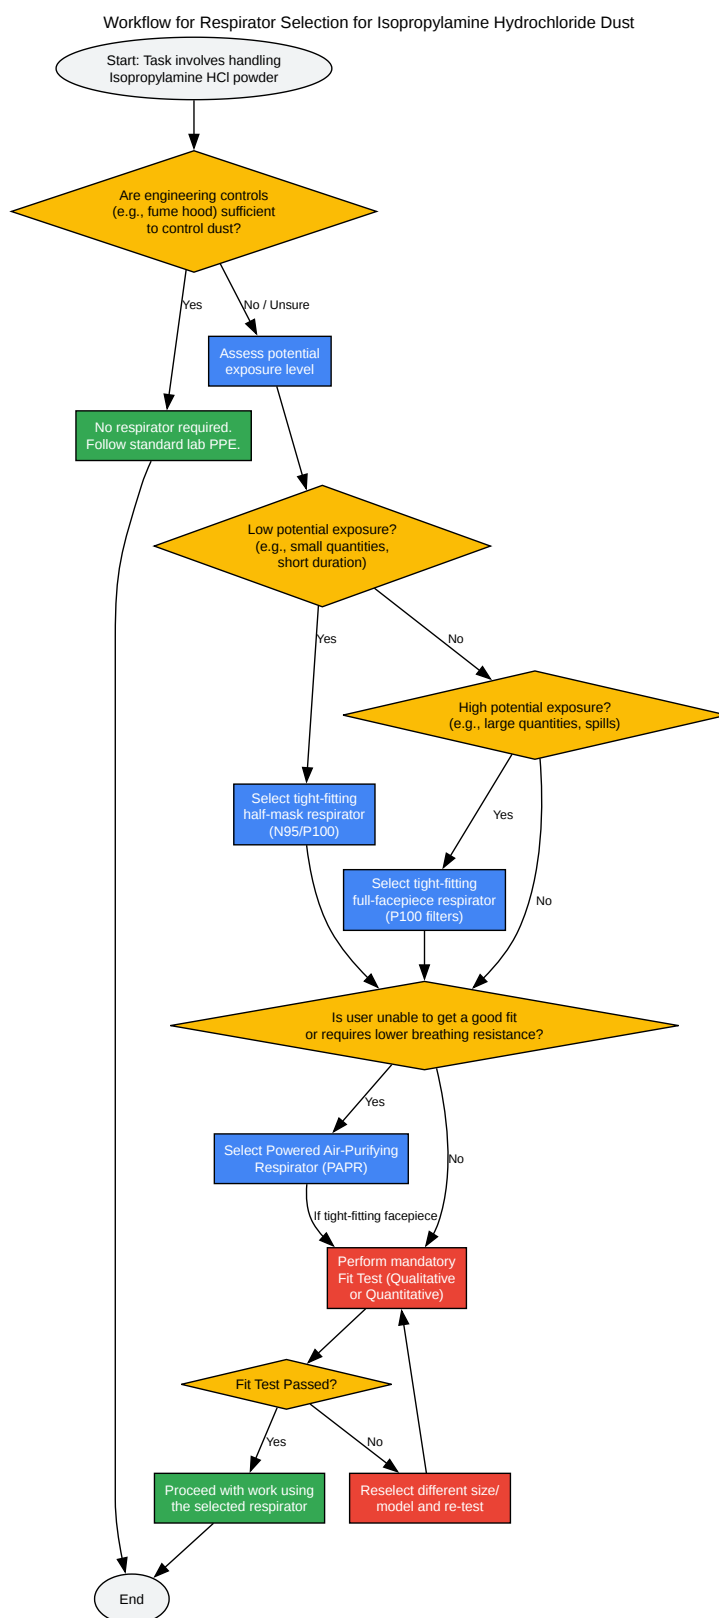 Workflow for Respirator Selection for Isopropylamine Hydrochloride Dust
Start: Task involves handling
Isopropylamine HCl powder
Are engineering controls
(e.g., fume hood) sufficient
to control dust?
Yes
No / Unsure
Assess potential
exposure level
No respirator required.
Follow standard lab PPE.
Low potential exposure?
(e.g., small quantities,
short duration)
Yes
No
High potential exposure?
(e.g., large quantities, spills)
Select tight-fitting
half-mask respirator
(N95/P100)
Yes
Select tight-fitting
full-facepiece respirator
(P100 filters)
No
Is user unable to get a good fit
or requires lower breathing resistance?
Yes
Select Powered Air-Purifying
Respirator (PAPR)
No
If tight-fitting facepiece
Perform mandatory
Fit Test (Qualitative
or Quantitative)
Fit Test Passed?
Yes
No
Proceed with work using
the selected respirator
Reselect different size/
model and re-test
End